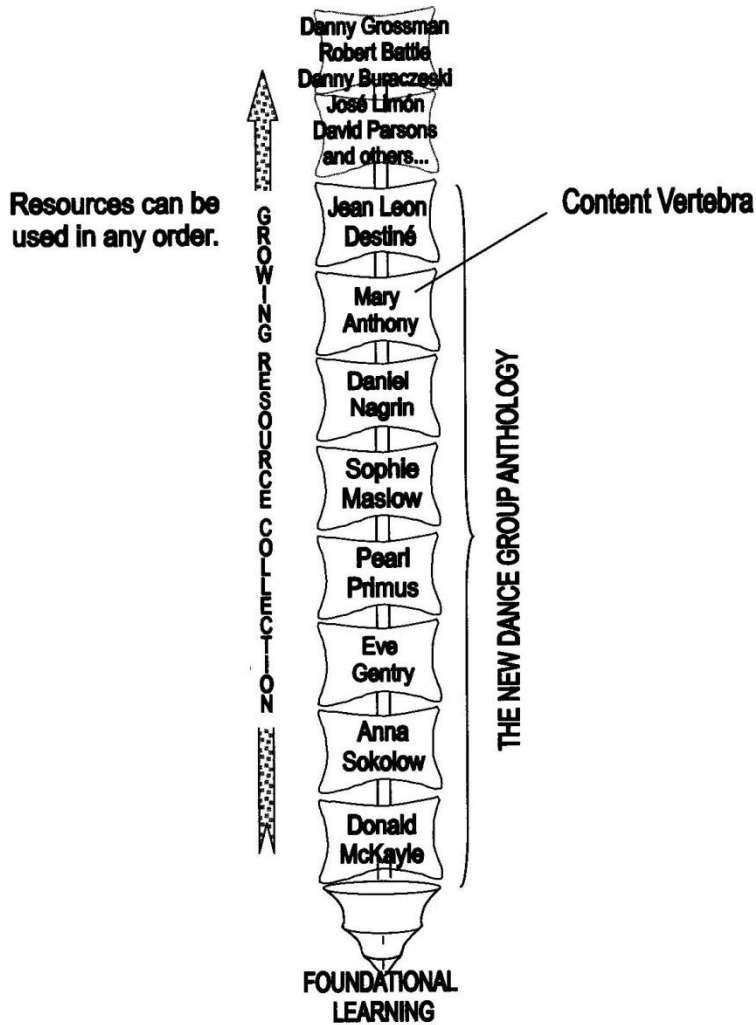 Danny Grossman
Robert Battle
Danny Buraczeski
José Limón
David Parsons
and others...
Resources can be
used in any order.
Jean Leon
Destiné
Content Vertebra
Mary
Anthony
Daniel
Nagrin
Sophie
Maslow
Pearl
Primus
Eve
Gentry
Anna
Sokolow
Donald
McKayle
GROWING RESOURCE COLLECTION
THE NEW DANCE GROUP ANTHOLOGY
FOUNDATIONAL
LEARNING